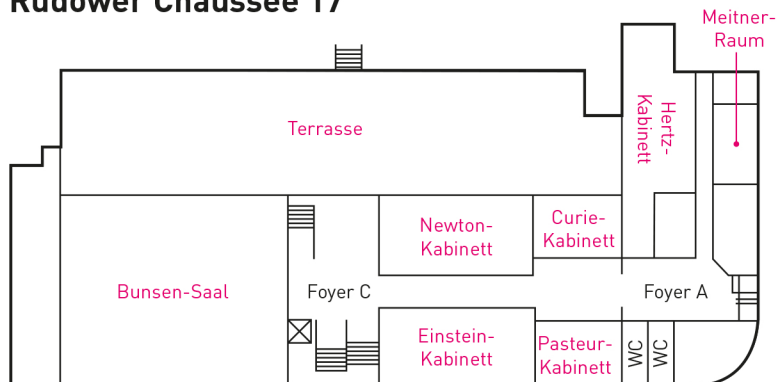 Rudower Chaussee 17
Meitner-
Raum
Terrasse
Hertz-
Kabinett
Newton-
Kabinett
Curie-
Kabinett
Bunsen-Saal
Foyer C
Foyer A
Einstein-
Kabinett
Pasteur-
Kabinett
WC
WC